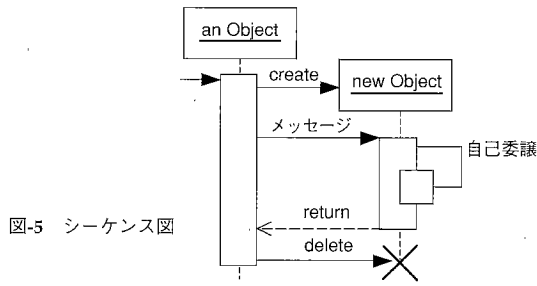 an Object
create
new Object
メッセージ
自己委譲
return
図-5 シーケンス図
delete